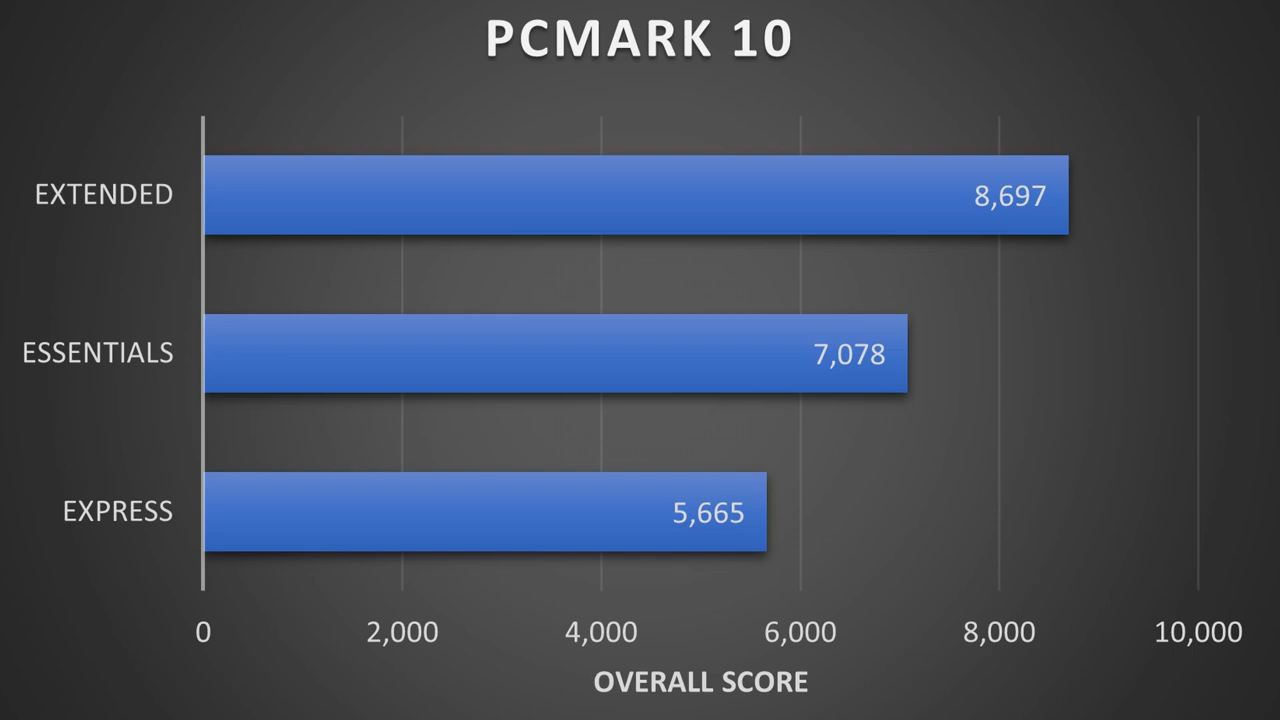 PCMARK 10
EXTENDED
8,697
ESSENTIALS
7,078
EXPRESS
5,665
0 2,000 4,000 6,000 8,000 10,000
OVERALL SCORE